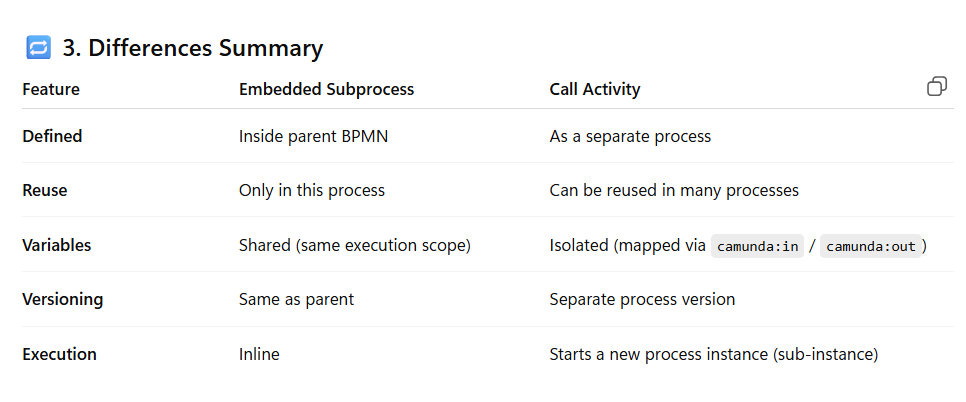 3. Differences Summary
Feature Embedded Subprocess Call Activity
Defined Inside parent BPMN As a separate process
Reuse Only in this process Can be reused in many processes
Variables Shared (same execution scope) Isolated (mapped via camunda:in / camunda:out)
Versioning Same as parent Separate process version
Execution Inline Starts a new process instance (sub-instance)